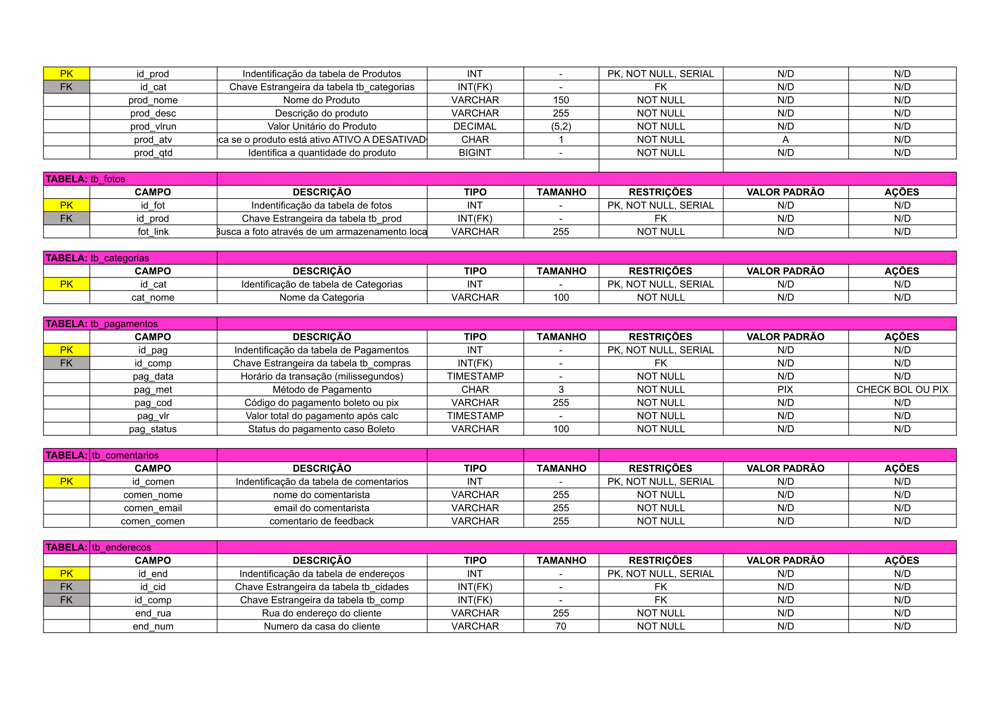 PK id_prod Indentificação da tabela de Produtos INT - PK, NOT NULL, SERIAL N/D N/D
FK id_cat Chave Estrangeira da tabela tb_categorias INT(FK) - FK N/D N/D
prod_nome Nome do Produto VARCHAR 150 NOT NULL N/D N/D
prod_desc Descrição do produto VARCHAR 255 NOT NULL N/D N/D
prod_vlrun Valor Unitário do Produto DECIMAL (5,2) NOT NULL N/D N/D
prod_atv se o produto está ativo ATIVO A CHAR 1 NOT NULL A N/D
prod_qtd Identifica a quantidade do produto BIGINT - NOT NULL N/D N/D
TABELA: tb_fotos
CAMPO DESCRIÇÃO TIPO TAMANHO RESTRIÇÕES VALOR PADRÃO AÇÕES
PK id_fot Indentificação da tabela de fotos INT - PK, NOT NULL, SERIAL N/D N/D
FK id_prod Chave Estrangeira da tabela tb_prod INT(FK) - FK N/D N/D
fot_link Busca a foto através de um armazenamento loca VARCHAR 255 NOT NULL N/D N/D
TABELA: tb_categorias
CAMPO DESCRIÇÃO TIPO TAMANHO RESTRIÇÕES VALOR PADRÃO AÇÕES
PK id_cat Identificação de tabela de Categorias INT - PK, NOT NULL, SERIAL N/D N/D
cat_nome Nome da Categoria VARCHAR 100 NOT NULL N/D N/D
TABELA: tb_pagamentos
CAMPO DESCRIÇÃO TIPO TAMANHO RESTRIÇÕES VALOR PADRÃO AÇÕES
PK id_pag Indentificação da tabela de Pagamentos INT - PK, NOT NULL, SERIAL N/D N/D
FK id_comp Chave Estrangeira da tabela tb_compras INT(FK) - FK N/D N/D
pag_data Horário da transação (milissegundos) TIMESTAMP - NOT NULL N/D N/D
pag_met Método de Pagamento CHAR 3 NOT NULL PIX CHECK BOL OU PIX
pag_cod Código do pagamento boleto ou pix VARCHAR 255 NOT NULL N/D N/D
pag_vlr Valor total do pagamento após calc TIMESTAMP - NOT NULL N/D N/D
pag_status Status do pagamento caso Boleto VARCHAR 100 NOT NULL N/D N/D
TABELA: tb_comentarios
CAMPO DESCRIÇÃO TIPO TAMANHO RESTRIÇÕES VALOR PADRÃO AÇÕES
PK id_comen Indentificação da tabela de comentarios INT - PK, NOT NULL, SERIAL N/D N/D
comen_nome nome do comentarista VARCHAR 255 NOT NULL N/D N/D
comen_email email do comentarista VARCHAR 255 NOT NULL N/D N/D
comen_comen comentario de feedback VARCHAR 255 NOT NULL N/D N/D
TABELA: tb_enderecos
CAMPO DESCRIÇÃO TIPO TAMANHO RESTRIÇÕES VALOR PADRÃO AÇÕES
PK id_end Indentificação da tabela de endereços INT - PK, NOT NULL, SERIAL N/D N/D
FK id_cid Chave Estrangeira da tabela tb_cidades INT(FK) - FK N/D N/D
FK id_comp Chave Estrangeira da tabela tb_comp INT(FK) - FK N/D N/D
end_rua Rua do endereço do cliente VARCHAR 255 NOT NULL N/D N/D
end_num Numero da casa do cliente VARCHAR 70 NOT NULL N/D N/D